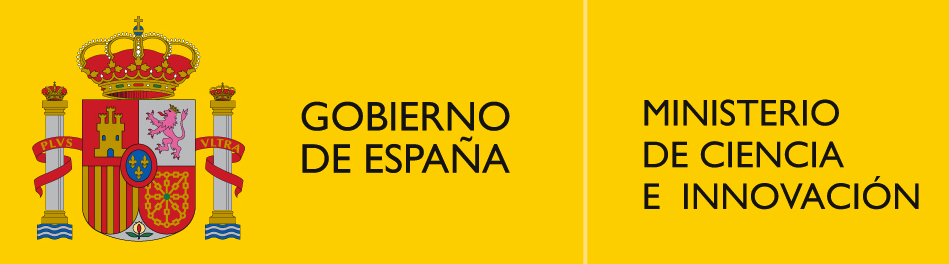 PLVS VLTRA
GOBIERNO
DE ESPAÑA
MINISTERIO
DE CIENCIA
E INNOVACIÓN